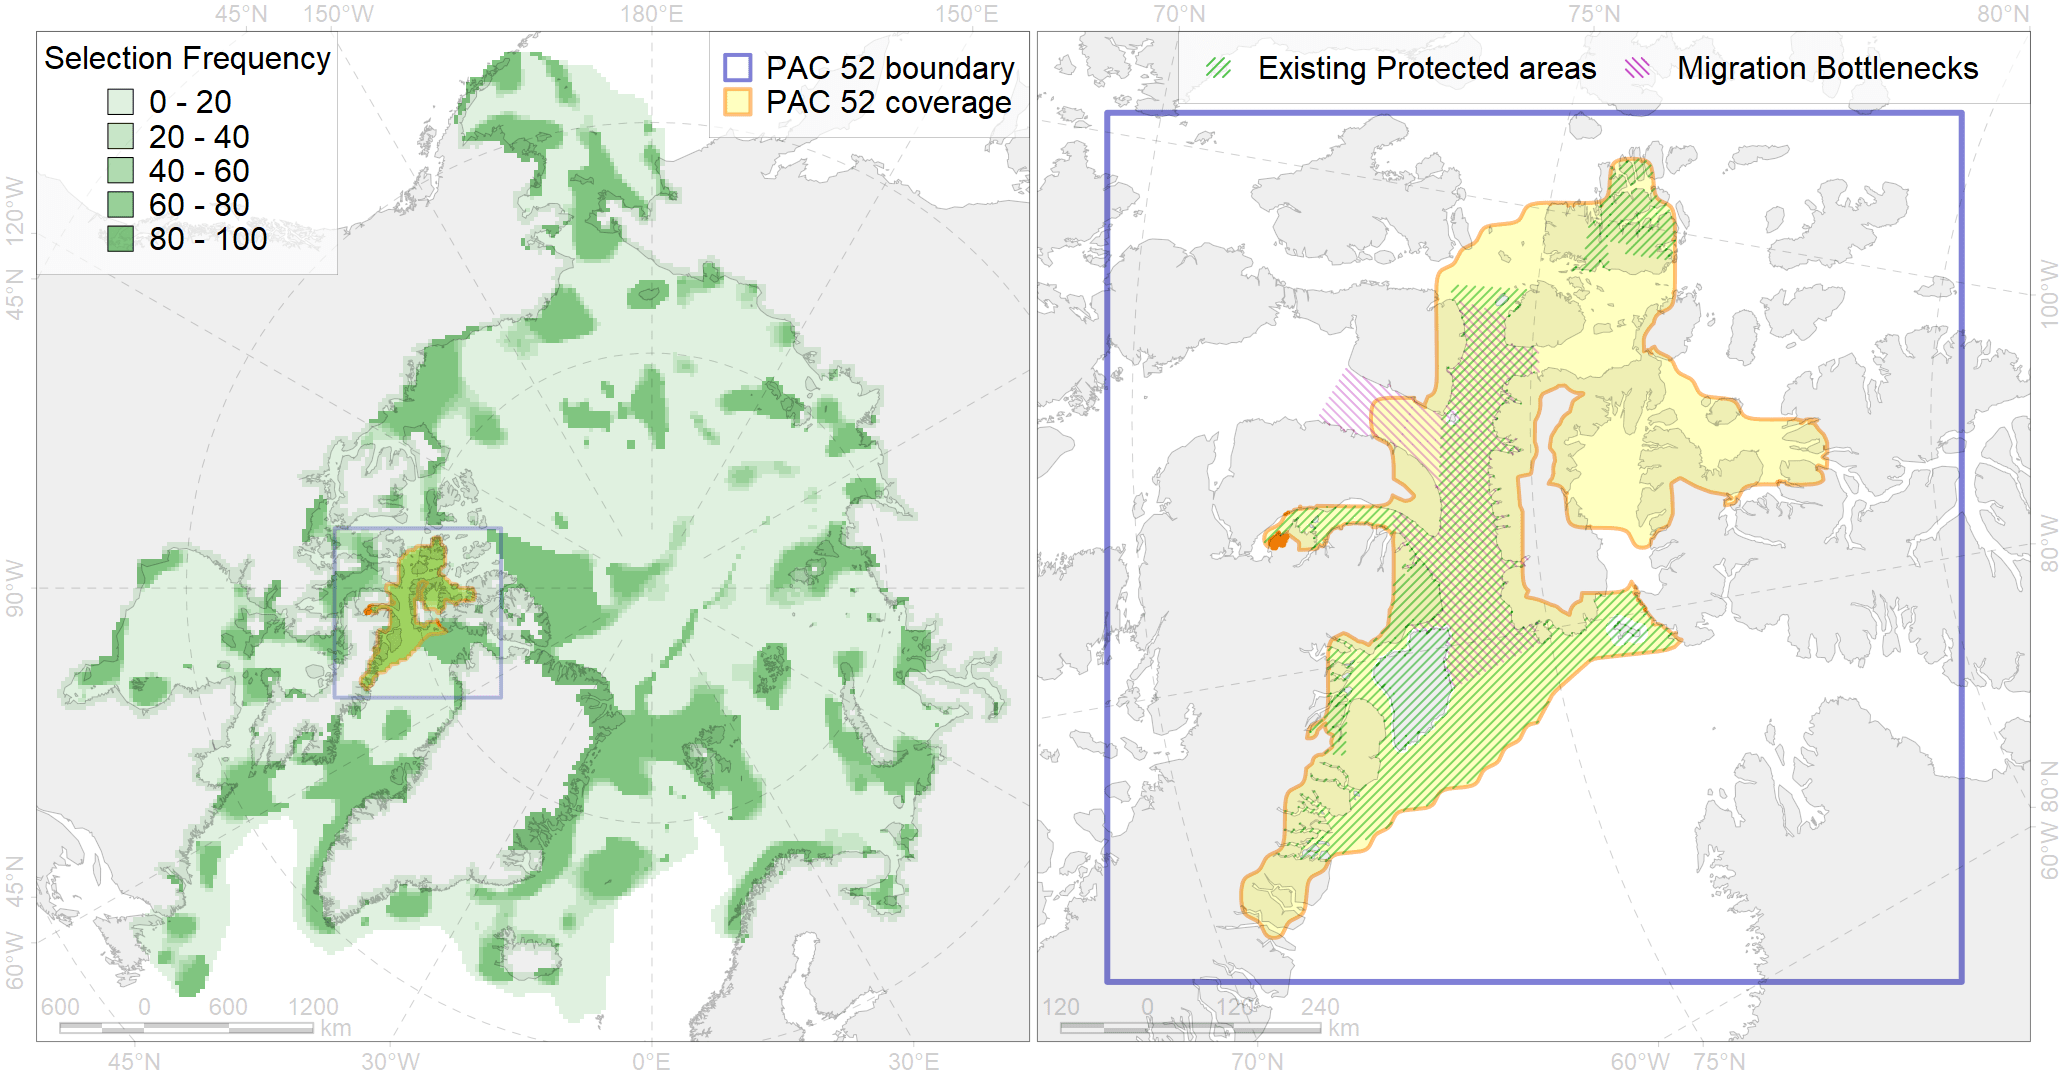 45°N 150°W 180°E 150°E 70°N 75°N 80°N
Selection Frequency
0 - 20
20 - 40
40 - 60
60 - 80
80 - 100
PAC 52 boundary
PAC 52 coverage
Existing Protected areas
Migration Bottlenecks
120°W
45°N
90°W
45°N
60°W
100°W
80°W
80°N
60°W
600 0 600 1200 km
120 0 120 240 km
45°N 30°W 0°E 30°E 70°N 60°W 75°N